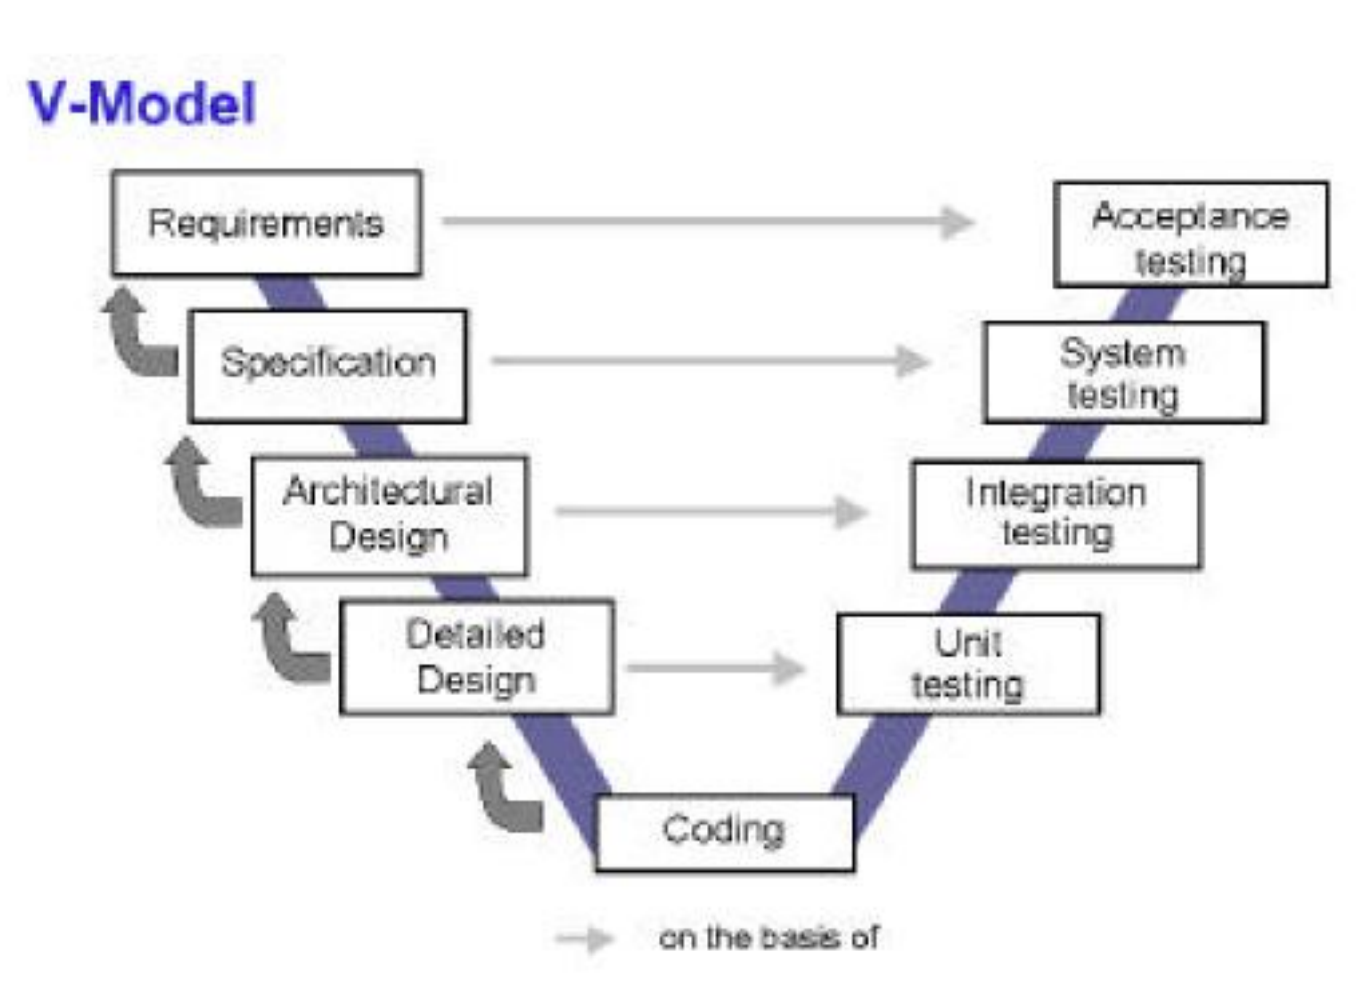 V-Model
Requirements
Acceptance
testing
Specification
System
testing
Architectural
Design
Integration
testing
Detailed
Design
Unit
testing
Coding
on the basis of